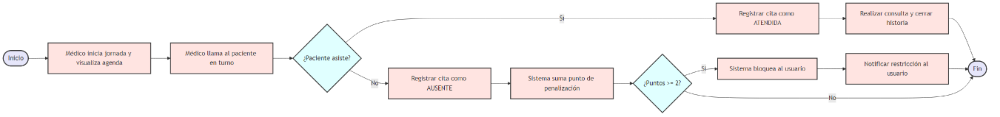 Inicio
Médico inicia jornada y
visualiza agenda
Médico llama al paciente
en turno
¿Paciente asiste?
Si
Registrar cita como
ATENDIDA
Realizar consulta y cerrar
historia
No
Registrar cita como
AUSENTE
Sistema suma punto de
penalización
¿Puntos >= 2?
Si
Sistema bloquea al usuario
Notificar restricción al
usuario
No
Fin